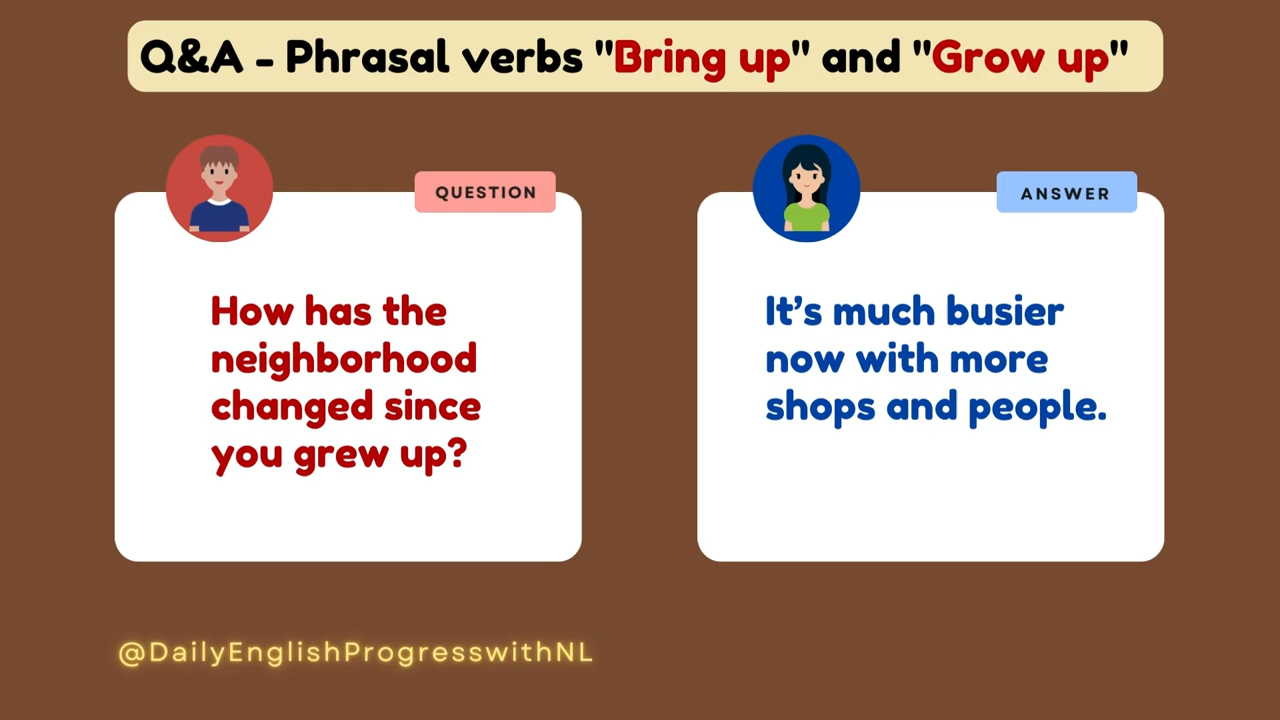 Q&A - Phrasal verbs "Bring up" and "Grow up"
QUESTION
How has the
neighborhood
changed since
you grew up?
ANSWER
It’s much busier
now with more
shops and people.
@DailyEnglishProgresswithNL